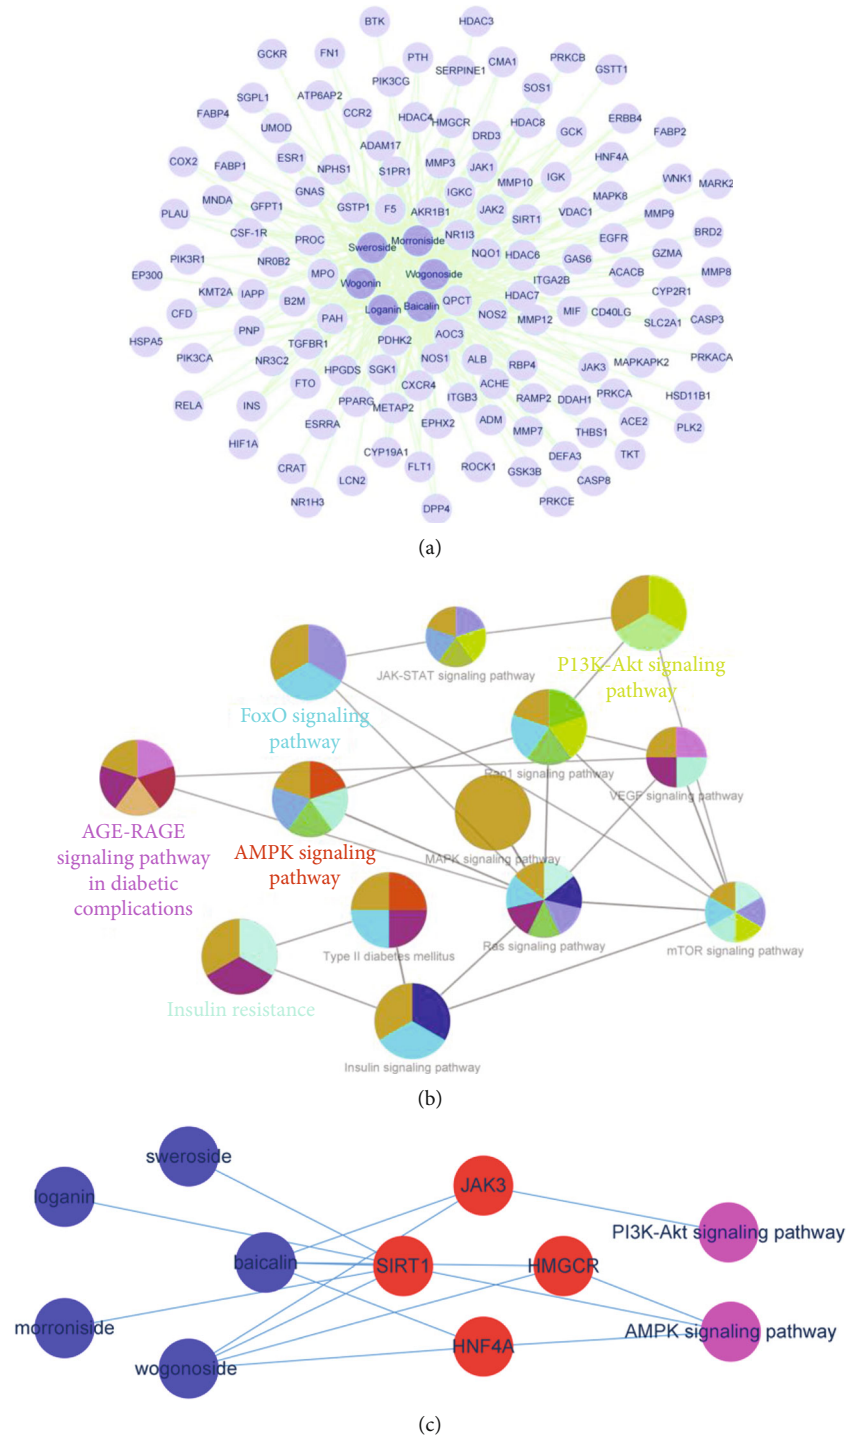 BTK
HDAC3
GCKR
FN1
PTH
SERPINE1
CMA1
PRKCB
GSTT1
SGPL1
ATP6AP2
PIK3CG
SOS1
FABP4
UMOD
CCR2
HDAC4
HMGCR
DRD3
HDAC8
GCK
ERBB4
FABP2
COX2
FABP1
ESR1
NPHS1
ADAM17
S1PR1
MMP3
JAK1
MMP10
IGK
HNF4A
WNK1
MARK2
PLAU
MNDA
GFPT1
GNAS
GSTP1
F5
AKR1B1
IGKC
JAK2
SIRT1
VDAC1
MAPK8
MMP9
BRD2
CSF-1R
PROC
Sweroside
Morroniside
NR1I3
NQO1
HDAC6
GAS6
EGFR
GZMA
EP300
PIK3R1
NR0B2
MPO
Wogonin
Wogonoside
ITGA2B
ACACB
MMP8
CFD
KMT2A
IAPP
B2M
Loganin
Baicalin
QPCT
HDAC7
NOS2
MMP12
MIF
CD40LG
CYP2R1
SLC2A1
CASP3
HSPA5
PNP
PAH
TGFBR1
PDHK2
AOC3
PIK3CA
NR3C2
HPGDS
SGK1
NOS1
ALB
RBP4
JAK3
MAPKAPK2
PRKACA
FTO
CXCR4
ACHE
RELA
INS
PPARG
METAP2
ITGB3
RAMP2
DDAH1
PRKCA
HSD11B1
HIF1A
ESRRA
EPHX2
ADM
MMP7
THBS1
ACE2
PLK2
CRAT
LCN2
CYP19A1
FLT1
ROCK1
GSK3B
DEFA3
CASP8
TKT
NR1H3
DPP4
PRKCE
(a)
JAK-STAT signaling pathway
P13K-Akt signaling
pathway
FoxO signaling
pathway
Rap1 signaling pathway
VEGF signaling pathway
AGE-RAGE
signaling pathway
in diabetic
complications
AMPK signaling
pathway
MAPK signaling pathway
Type II diabetes mellitus
Ras signaling pathway
mTOR signaling pathway
Insulin resistance
Insulin signaling pathway
(b)
sweroside
loganin
JAK3
PI3K-Akt signaling pathway
baicalin
SIRT1
HMGCR
morroniside
AMPK signaling pathway
HNF4A
wogonoside
(c)